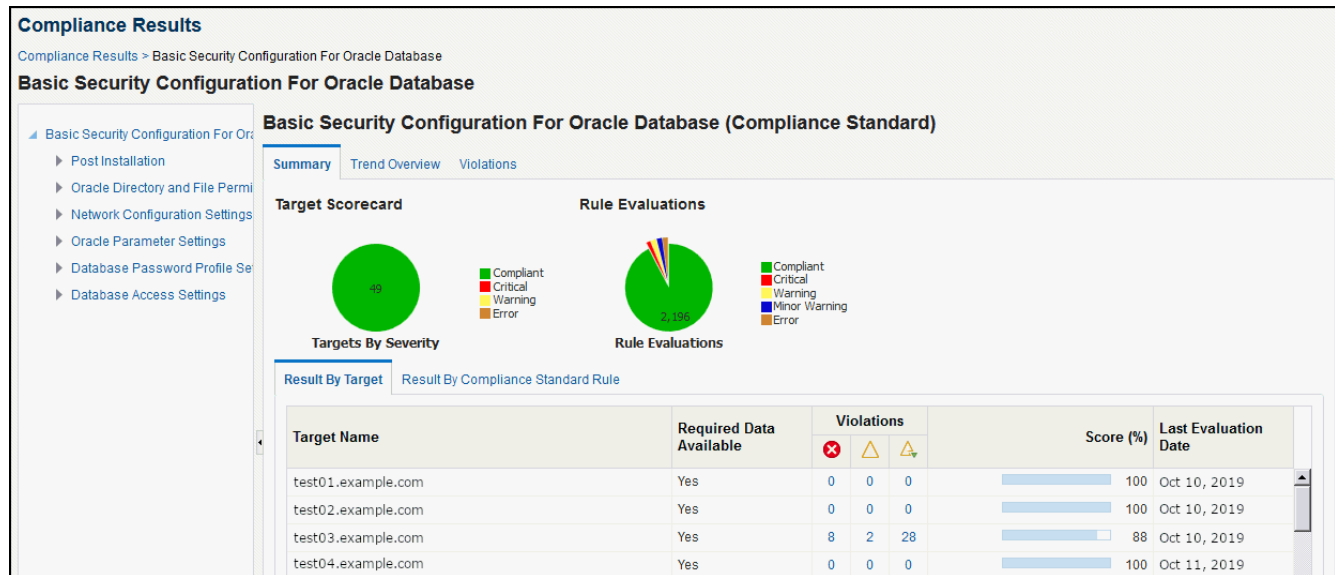 Compliance Results
Compliance Results > Basic Security Configuration For Oracle Database
Basic Security Configuration For Oracle Database
Basic Security Configuration For Ora
Post Installation
Oracle Directory and File Permi
Network Configuration Settings
Oracle Parameter Settings
Database Password Profile Se
Database Access Settings
Basic Security Configuration For Oracle Database (Compliance Standard)
Summary Trend Overview Violations
Target Scorecard
49
Compliant
Critical
Warning
Error
Targets By Severity
Rule Evaluations
2,196
Compliant
Critical
Warning
Minor Warning
Error
Rule Evaluations
Result By Target Result By Compliance Standard Rule
Target Name Required Data Available Violations Score (%) Last Evaluation Date
test01.example.com Yes 0 0 0 100 Oct 10, 2019
test02.example.com Yes 0 0 0 100 Oct 10, 2019
test03.example.com Yes 8 2 28 88 Oct 10, 2019
test04.example.com Yes 0 0 0 100 Oct 11, 2019